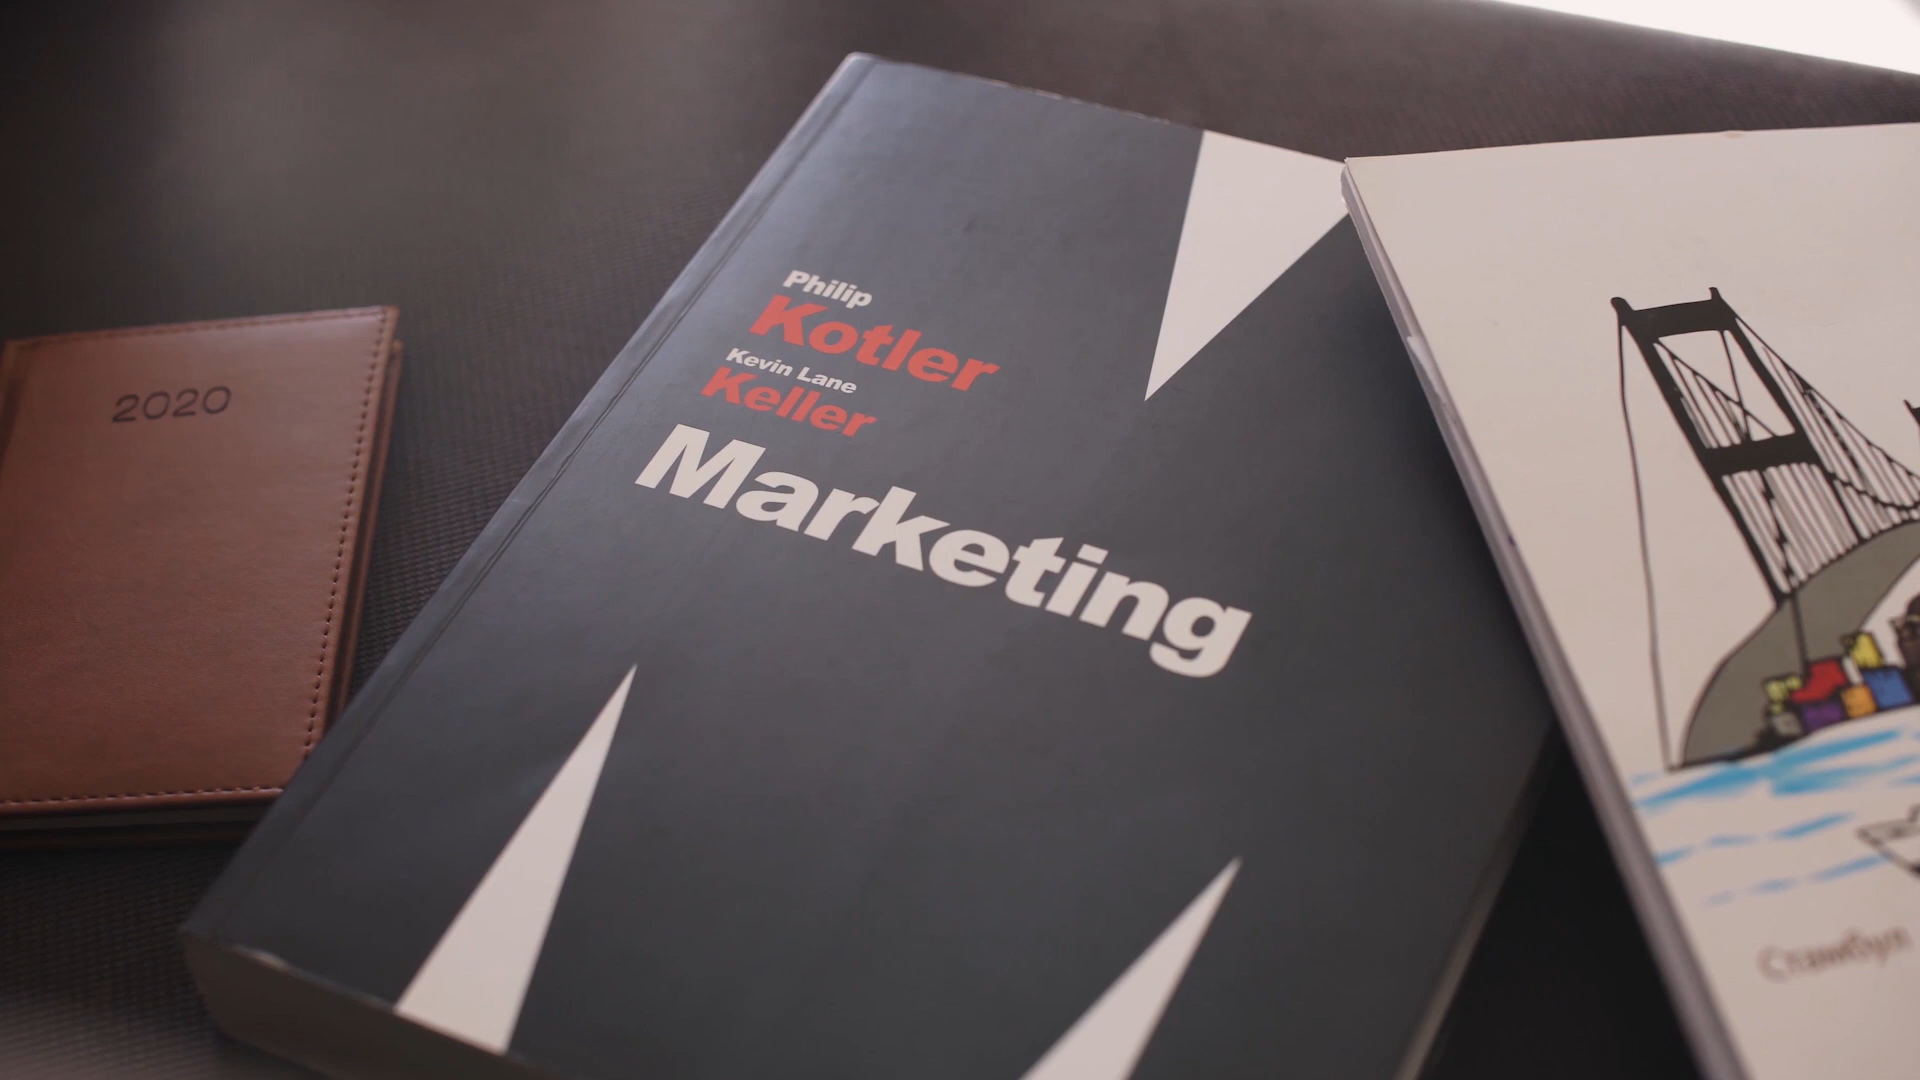 2020
Philip
Kotler
Kevin Lane
Keller
Marketing
Стамбул